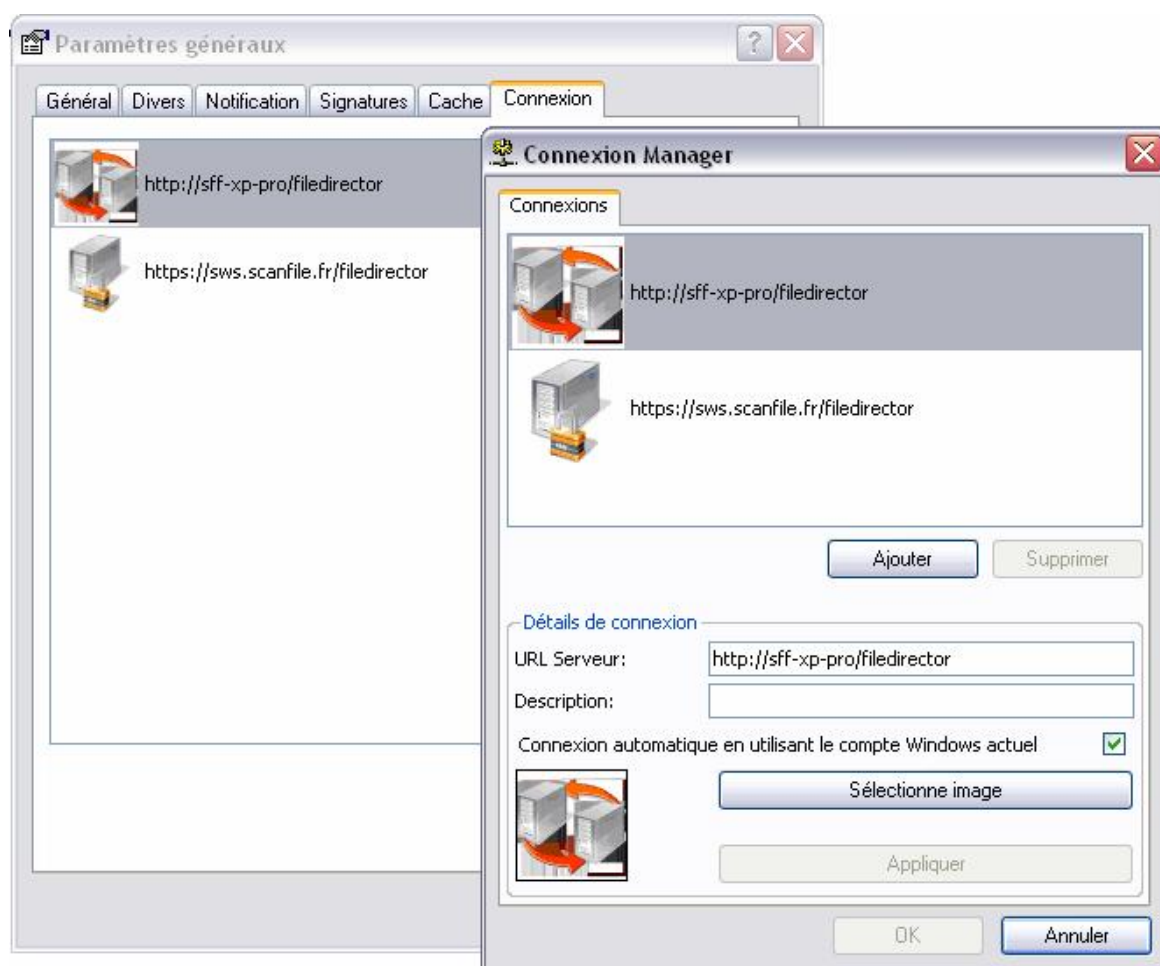 Paramètres généraux
Général Divers Notification Signatures Cache Connexion
http://sff-xp-pro/filedirector
https://sws.scanfile.fr/filedirector
Connexion Manager
Connexions
http://sff-xp-pro/filedirector
https://sws.scanfile.fr/filedirector
Ajouter Supprimer
Détails de connexion
URL Serveur: http://sff-xp-pro/filedirector
Description:
Connexion automatique en utilisant le compte Windows actuel
Sélectionne image
Appliquer
OK Annuler